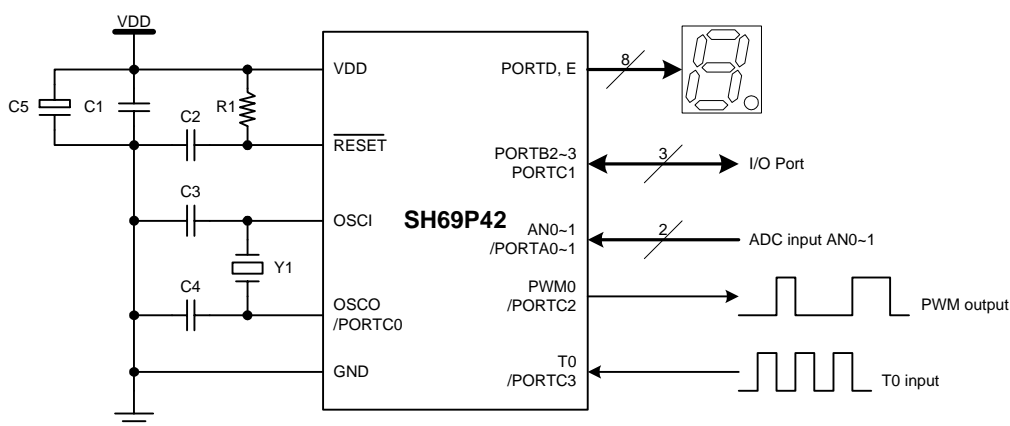 VDD
C5
C1
C2
R1
C3
Y1
C4
VDD
RESET
OSCI
OSCO
/PORTC0
GND
SH69P42
PORTD, E
PORTB2~3
PORTC1
AN0~1
/PORTA0~1
PWM0
/PORTC2
T0
/PORTC3
8
3
I/O Port
2
ADC input AN0~1
PWM output
T0 input